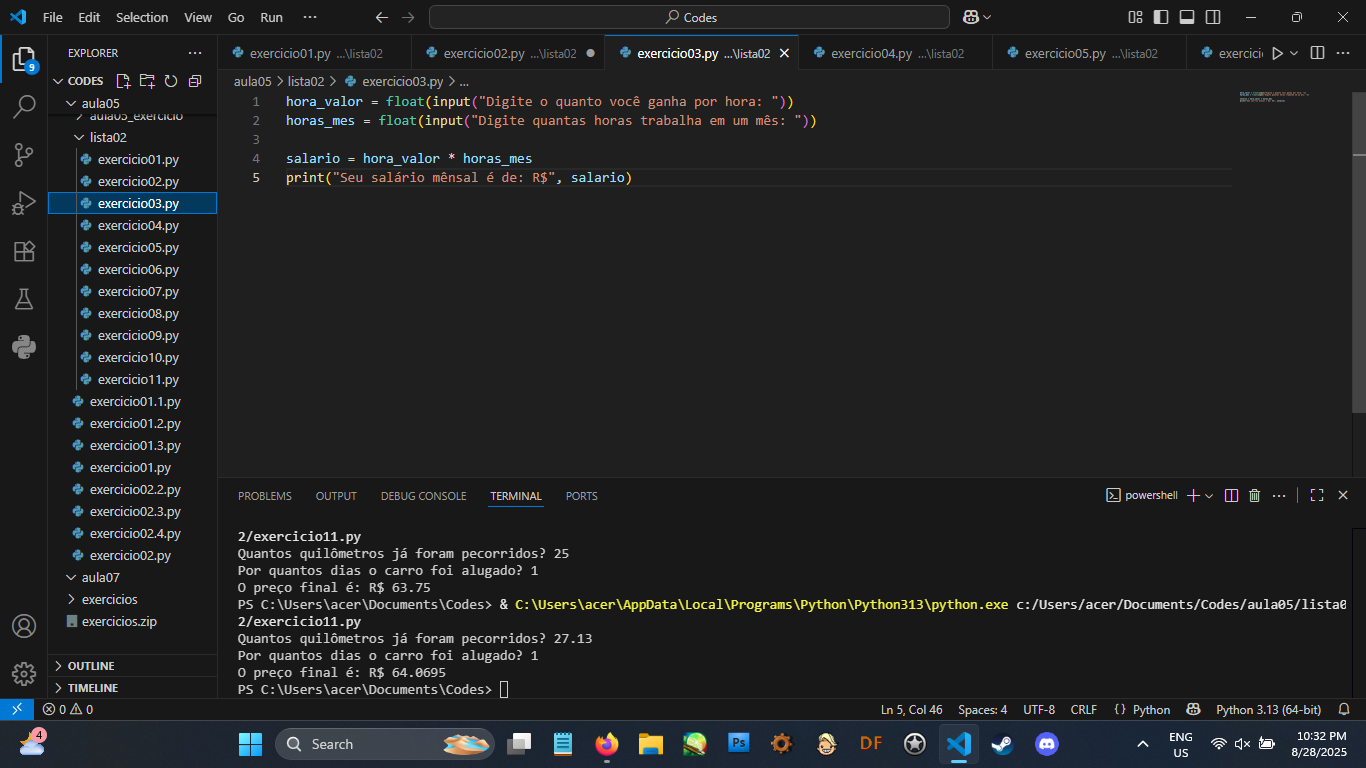 File Edit Selection View Go Run ··· Codes
EXPLORER ···
exercicio01.py ...\lista02 exercicio02.py ...\lista02 exercicio03.py ...\lista02 exercicio04.py ...\lista02 exercicio05.py ...\lista02 exercici ···
9
CODES
aula05 > lista02 > exercicio03.py > ...
aula05
aula05_exercicio
lista02
exercicio01.py
exercicio02.py
exercicio03.py
exercicio04.py
exercicio05.py
exercicio06.py
exercicio07.py
exercicio08.py
exercicio09.py
exercicio10.py
exercicio11.py
exercicio01.1.py
exercicio01.2.py
exercicio01.3.py
exercicio01.py
exercicio02.2.py
exercicio02.3.py
exercicio02.4.py
exercicio02.py
aula07
exercicios
exercicios.zip
OUTLINE
TIMELINE
1 hora_valor = float(input("Digite o quanto você ganha por hora: "))
2 horas_mes = float(input("Digite quantas horas trabalha em um mês: "))
3
4 salario = hora_valor * horas_mes
5 print("Seu salário mênsal é de: R$", salario)
PROBLEMS OUTPUT DEBUG CONSOLE TERMINAL PORTS powershell ···
2/exercicio11.py
Quantos quilômetros já foram pecorridos? 25
Por quantos dias o carro foi alugado? 1
O preço final é: R$ 63.75
PS C:\Users\acer\Documents\Codes> & C:\Users\acer\AppData\Local\Programs\Python\Python313\python.exe c:/Users/acer/Documents/Codes/aula05/lista0
2/exercicio11.py
Quantos quilômetros já foram pecorridos? 27.13
Por quantos dias o carro foi alugado? 1
O preço final é: R$ 64.0695
PS C:\Users\acer\Documents\Codes>
0 0 Ln 5, Col 46 Spaces: 4 UTF-8 CRLF {} Python Python 3.13 (64-bit)
4 Search Ps DF ENG 10:32 PM
US 8/28/2025